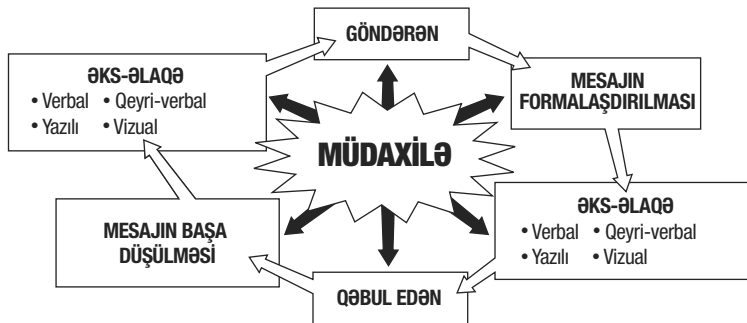 GÖNDƏRƏN
ƏKS-ƏLAQƏ
• Verbal • Qeyri-verbal
• Yazılı • Vizual
MESAJIN
FORMALAŞDIRILMASI
MÜDAXİLƏ
MESAJIN BAŞA
DÜŞÜLMƏSİ
ƏKS-ƏLAQƏ
• Verbal • Qeyri-verbal
• Yazılı • Vizual
QƏBUL EDƏN